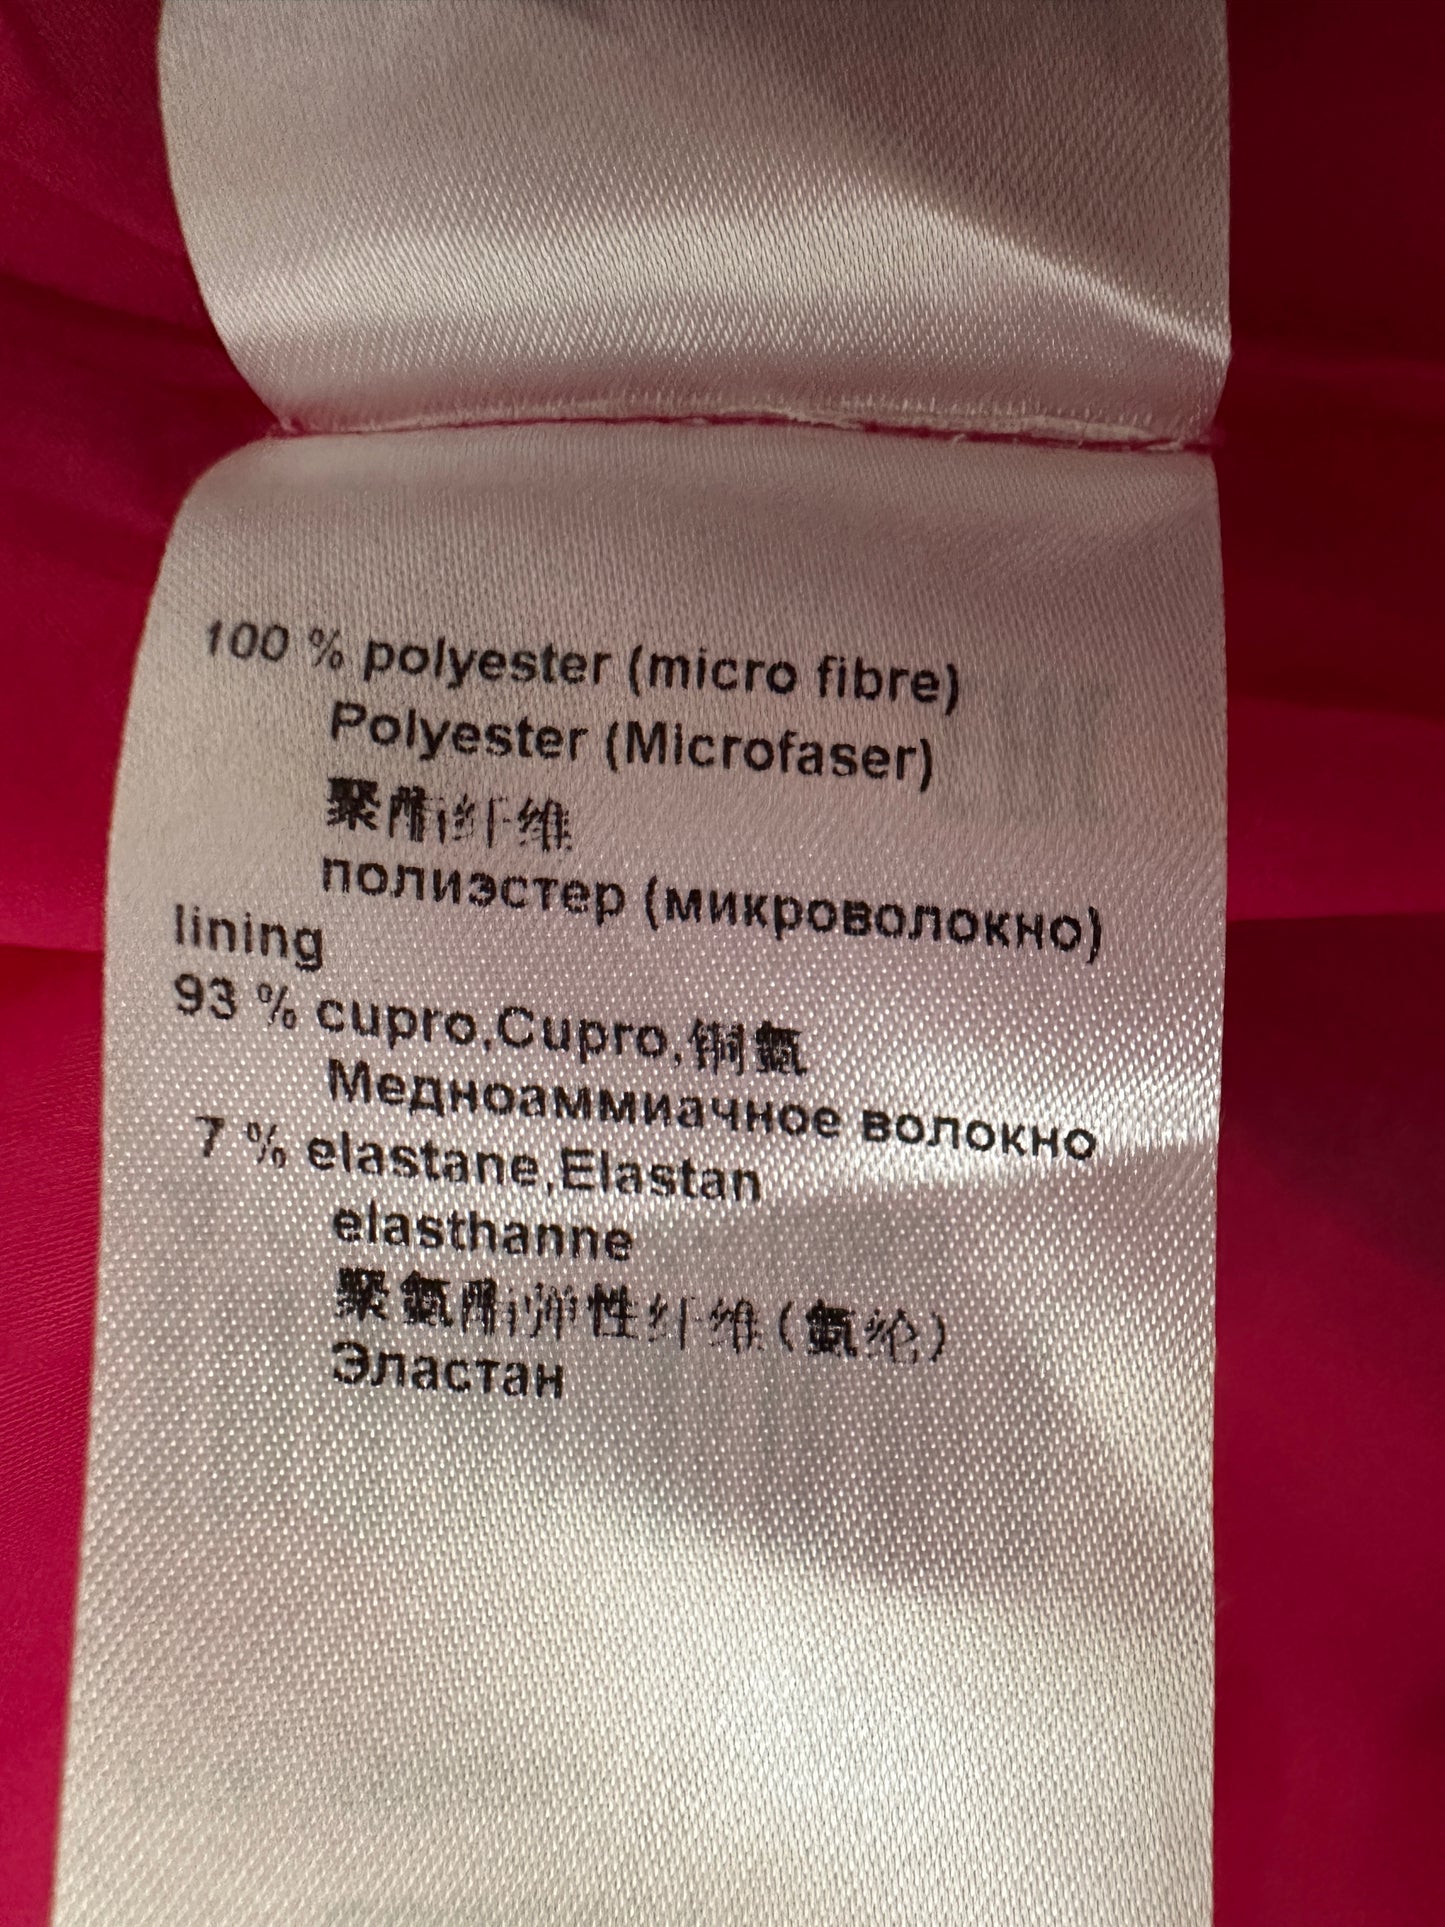 100 % polyester (micro fibre)
Polyester (Microfaser)
聚酯纤维
полиэстер (микроволокно)
lining
93 % cupro,Cupro,铜氨
Медноаммиачное волокно
7 % elastane,Elastan
elasthanne
聚氨酯弹性纤维(氨纶)
Эластан